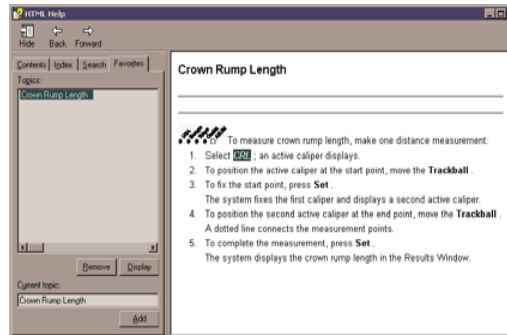 HTML Help
Hide Back Forward
Contents Index Search Favorites
Topics:
Crown Rump Length
Remove Display
Current topic:
Crown Rump Length
Add
Crown Rump Length
To measure crown rump length, make one distance measurement:
1. Select CRL ; an active caliper displays.
2. To position the active caliper at the start point, move the Trackball .
3. To fix the start point, press Set .
The system fixes the first caliper and displays a second active caliper.
4. To position the second active caliper at the end point, move the Trackball .
A dotted line connects the measurement points.
5. To complete the measurement, press Set .
The system displays the crown rump length in the Results Window.